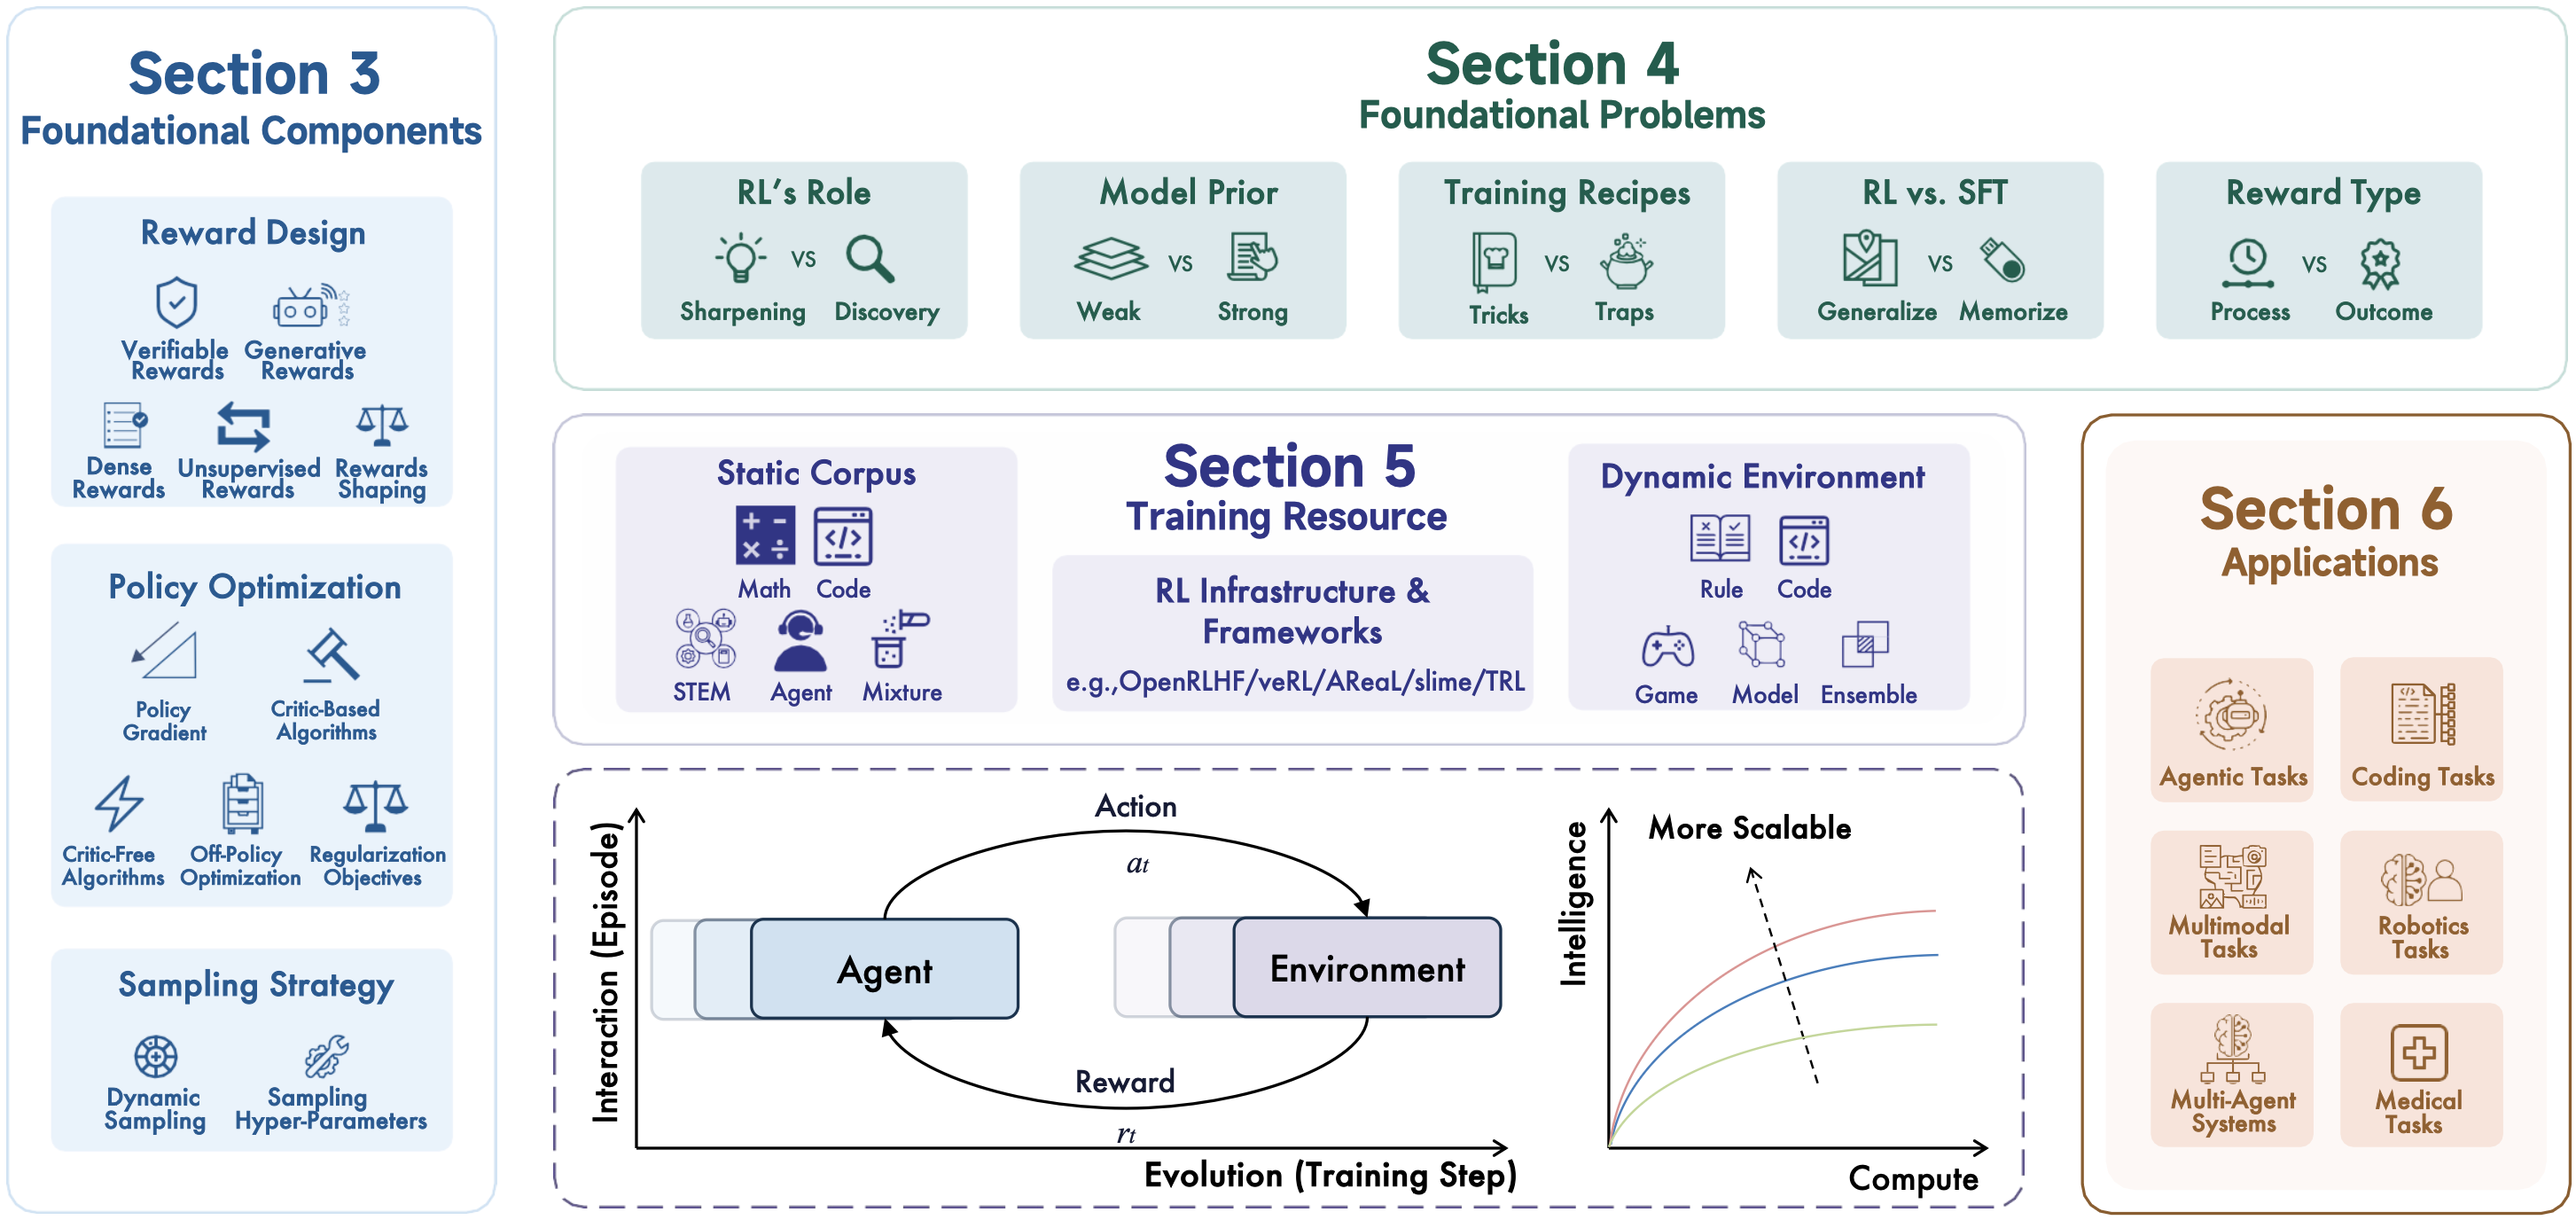 Section 3
Foundational Components
Reward Design
Verifiable
Rewards
Generative
Rewards
Dense
Rewards
Unsupervised
Rewards
Rewards
Shaping
Policy Optimization
Policy
Gradient
Critic-Based
Algorithms
Critic-Free
Algorithms
Off-Policy
Optimization
Regularization
Objectives
Sampling Strategy
Dynamic
Sampling
Sampling
Hyper-Parameters
Section 4
Foundational Problems
RL's Role
VS
Sharpening
Discovery
Model Prior
VS
Weak
Strong
Training Recipes
VS
Tricks
Traps
RL vs. SFT
VS
Generalize
Memorize
Reward Type
VS
Process
Outcome
Static Corpus
Math
Code
STEM
Agent
Mixture
Section 5
Training Resource
RL Infrastructure &
Frameworks
e.g.,OpenRLHF/veRL/AReaL/slime/TRL
Dynamic Environment
Rule
Code
Game
Model
Ensemble
Interaction (Episode)
Action
at
Agent
Environment
Reward
rt
Evolution (Training Step)
Intelligence
More Scalable
Compute
Section 6
Applications
Agentic Tasks
Coding Tasks
Multimodal
Tasks
Robotics
Tasks
Multi-Agent
Systems
Medical
Tasks